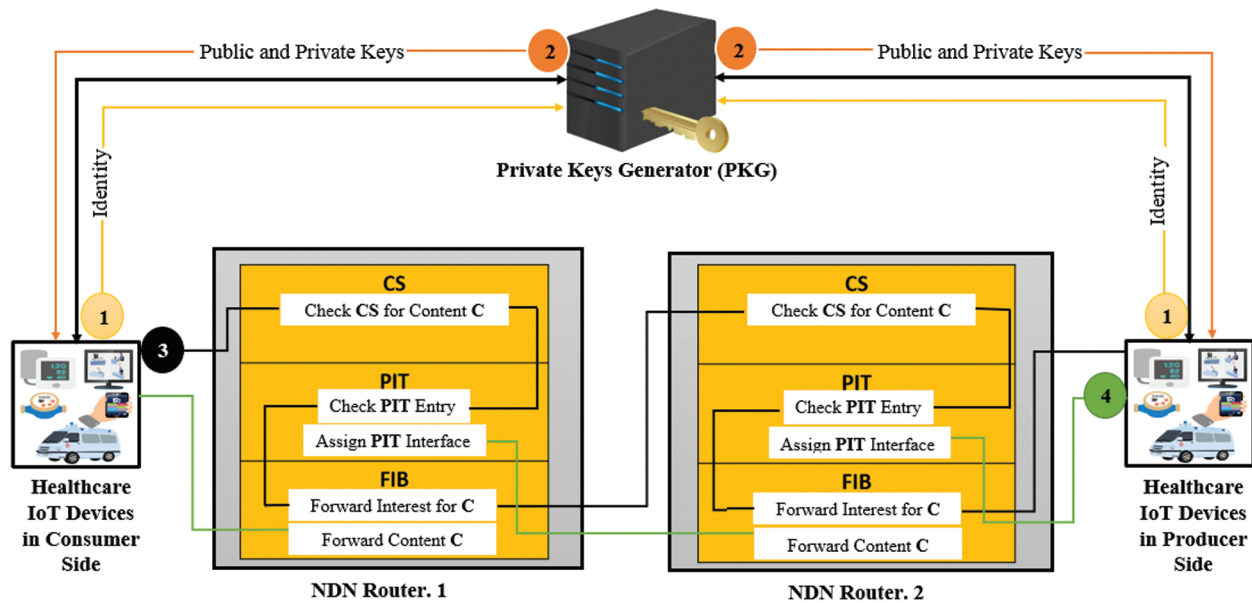 2
2
Public and Private Keys
Public and Private Keys
Private Keys Generator (PKG)
Identity
Identity
1
1
3
4
CS
Check CS for Content C
PIT
Check PIT Entry
Assign PIT Interface
FIB
Forward Interest for C
Forward Content C
NDN Router. 1
CS
Check CS for Content C
PIT
Check PIT Entry
Assign PIT Interface
FIB
Forward Interest for C
Forward Content C
NDN Router. 2
Healthcare
IoT Devices
in Consumer
Side
Healthcare
IoT Devices
in Producer
Side